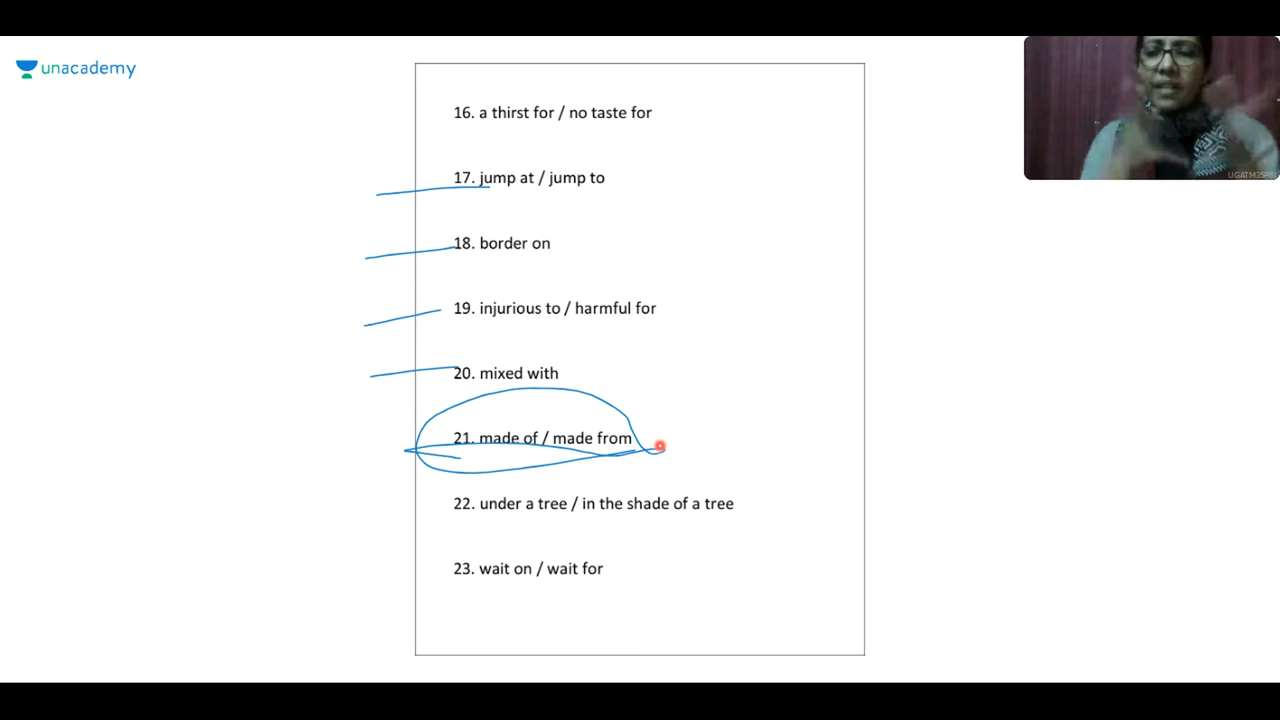 unacademy
16. a thirst for / no taste for
17. jump at / jump to
18. border on
19. injurious to / harmful for
20. mixed with
21. made of / made from
22. under a tree / in the shade of a tree
23. wait on / wait for